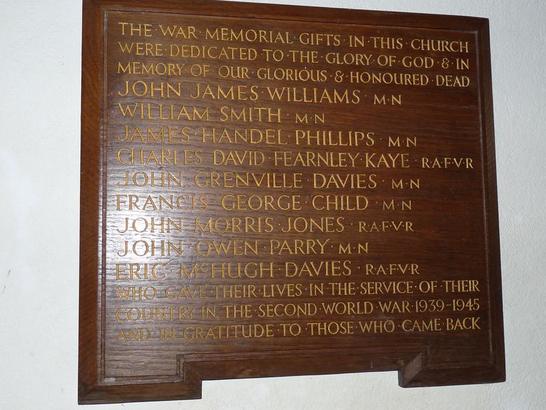 THE·WAR·MEMORIAL·GIFTS·IN·THIS·CHURCH
WERE·DEDICATED·TO·THE·GLORY·OF·GOD·&·IN
MEMORY·OF·OUR·GLORIOUS·&·HONOURED·DEAD
JOHN·JAMES·WILLIAMS·M·N
WILLIAM·SMITH·M·N
JAMES·HANDEL·PHILLIPS·M·N
CHARLES·DAVID·FEARNLEY·KAYE·R·A·F·V·R
JOHN·GRENVILLE·DAVIES·M·N
FRANCIS·GEORGE·CHILD·M·N
JOHN·MORRIS·JONES·R·A·F·V·R
JOHN·OWEN·PARRY·M·N
ERIC·McHUGH·DAVIES·R·A·F·V·R
WHO·GAVE·THEIR·LIVES·IN·THE·SERVICE·OF·THEIR
COUNTRY·IN·THE·SECOND·WORLD·WAR·1939-1945
AND·IN·GRATITUDE·TO·THOSE·WHO·CAME·BACK